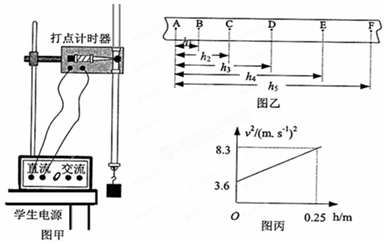 打点计时器
直流 交流
学生电源
图甲
A B C D E F
h₁
h₂
h₃
h₄
h₅
图乙
v²/(m. s⁻¹)²
8.3
3.6
O 0.25 h/m
图丙